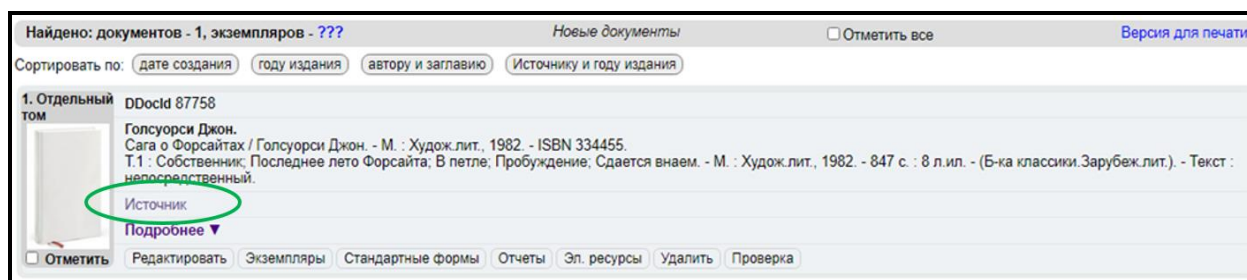 Найдено: документов - 1, экземпляров - ??? Новые документы Отметить все Версия для печати
Сортировать по: дате создания году издания автору и заглавию Источнику и году издания
1. Отдельный том
DDocId 87758
Голсуорси Джон.
Сага о Форсайтах / Голсуорси Джон. - М. : Худож.лит., 1982. - ISBN 334455.
Т.1 : Собственник; Последнее лето Форсайта; В петле; Пробуждение; Сдается внаем. - М. : Худож.лит., 1982. - 847 с. : 8 л.ил. - (Б-ка классики.Зарубеж.лит.). - Текст :
непосредственный.
Источник
Подробнее ▼
Отметить Редактировать Экземпляры Стандартные формы Отчеты Эл. ресурсы Удалить Проверка